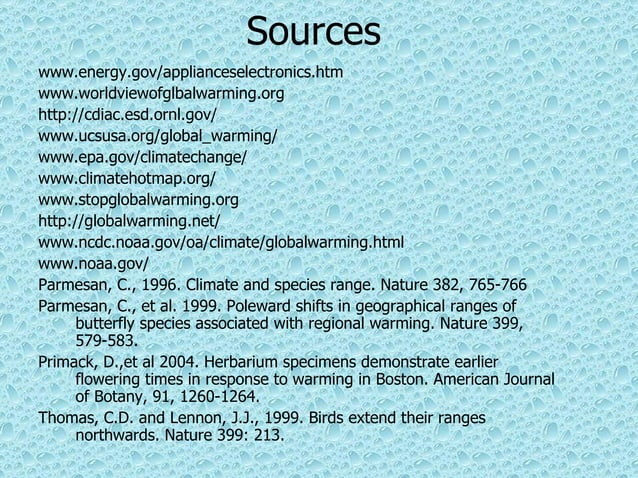 Sources
www.energy.gov/applianceselectronics.htm
www.worldviewofglbalwarming.org
http://cdiac.esd.ornl.gov/
www.ucsusa.org/global_warming/
www.epa.gov/climatechange/
www.climatehotmap.org/
www.stopglobalwarming.org
http://globalwarming.net/
www.ncdc.noaa.gov/oa/climate/globalwarming.html
www.noaa.gov/
Parmesan, C., 1996. Climate and species range. Nature 382, 765-766
Parmesan, C., et al. 1999. Poleward shifts in geographical ranges of
butterfly species associated with regional warming. Nature 399,
579-583.
Primack, D.,et al 2004. Herbarium specimens demonstrate earlier
flowering times in response to warming in Boston. American Journal
of Botany, 91, 1260-1264.
Thomas, C.D. and Lennon, J.J., 1999. Birds extend their ranges
northwards. Nature 399: 213.